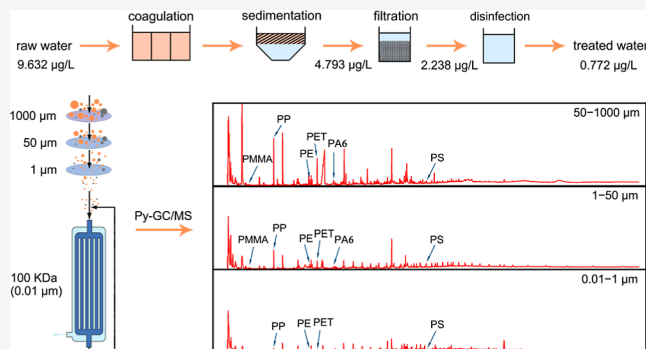 coagulation
sedimentation
filtration
disinfection
raw water
treated water
9.632 µg/L
4.793 µg/L
2.238 µg/L
0.772 µg/L
1000 µm
50 µm
1 µm
100 KDa
(0.01 µm)
Py-GC/MS
50−1000 µm
PP
PMMA
PE
PET
PA6
PS
1−50 µm
PP
PMMA
PE
PET
PA6
PS
0.01−1 µm
PP
PE
PET
PS